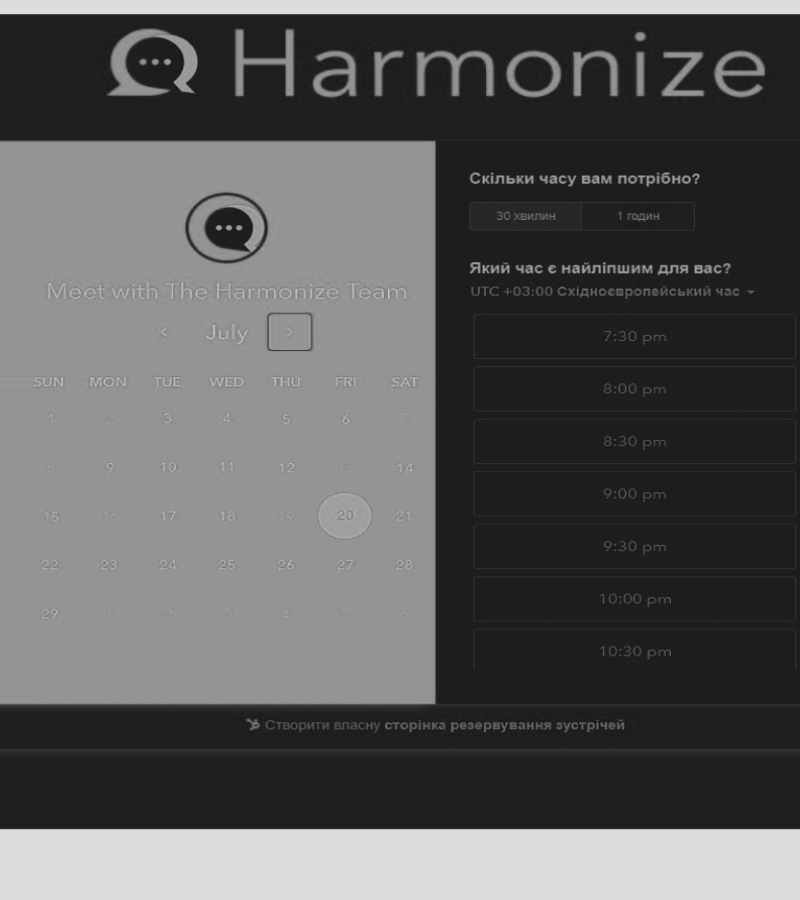 Harmonize
Meet with The Harmonize Team
July
SUN MON TUE WED THU FRI SAT
1 2 3 4 5 6 7
8 9 10 11 12 13 14
15 16 17 18 19 20 21
22 23 24 25 26 27 28
29 1 2 3 4 5 6
Скільки часу вам потрібно?
30 хвилин 1 годин
Який час є найліпшим для вас?
UTC +03:00 Східноєвропейський час
7:30 pm
8:00 pm
8:30 pm
9:00 pm
9:30 pm
10:00 pm
10:30 pm
Створити власну сторінка резервування зустрічей